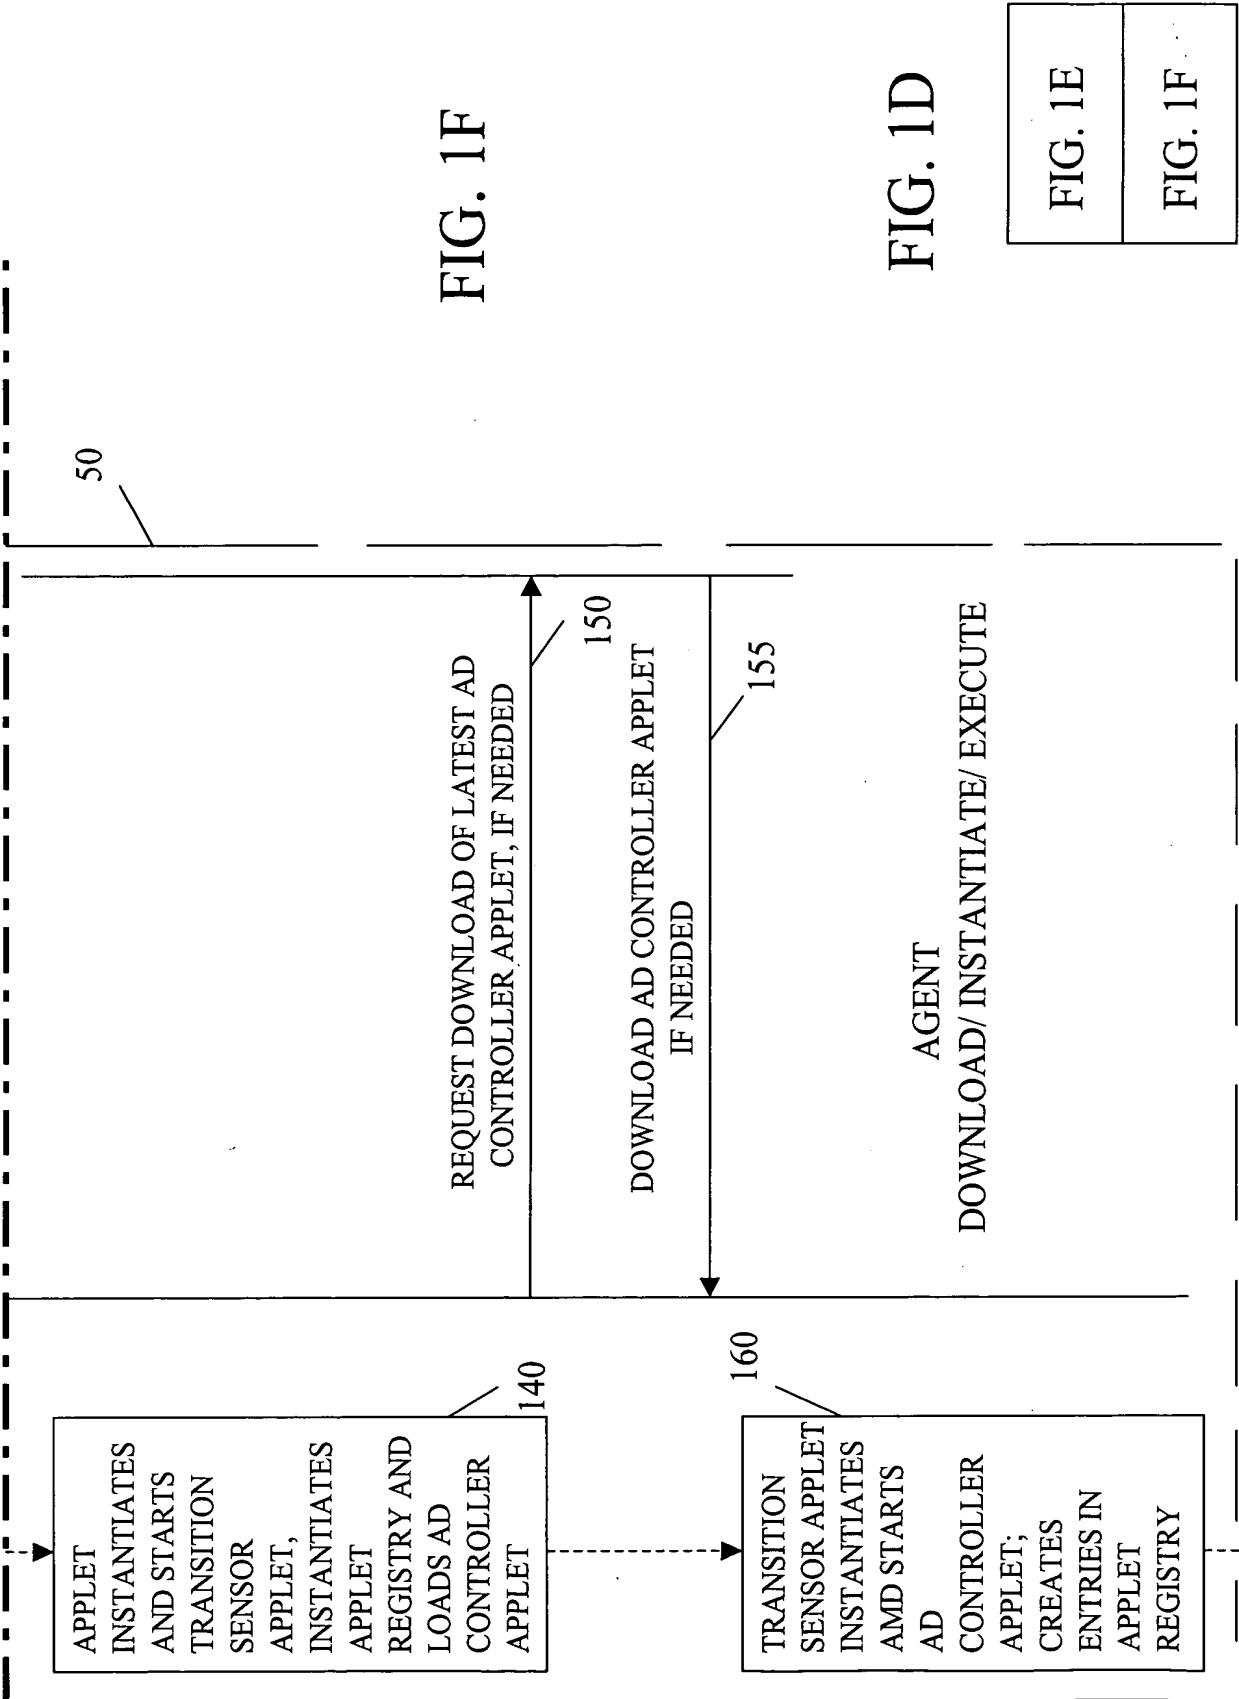 APPLET
INSTANTIATES
AND STARTS
TRANSITION
SENSOR
APPLET,
INSTANTIATES
APPLET
REGISTRY AND
LOADS AD
CONTROLLER
APPLET
140
50
REQUEST DOWNLOAD OF LATEST AD
CONTROLLER APPLET, IF NEEDED
150
DOWNLOAD AD CONTROLLER APPLET
IF NEEDED
155
TRANSITION
SENSOR APPLET
INSTANTIATES
AMD STARTS
AD
CONTROLLER
APPLET;
CREATES
ENTRIES IN
APPLET
REGISTRY
160
AGENT
DOWNLOAD/ INSTANTIATE/ EXECUTE
FIG. 1F
FIG. 1D
FIG. 1E
FIG. 1F